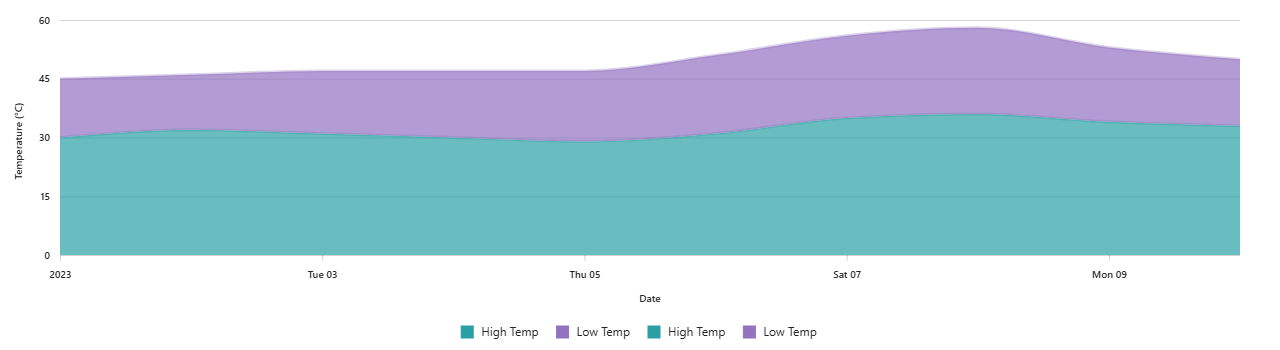 60
45
30
15
0
Temperature (°C)
2023 Tue 03 Thu 05 Sat 07 Mon 09
Date
High Temp Low Temp High Temp Low Temp